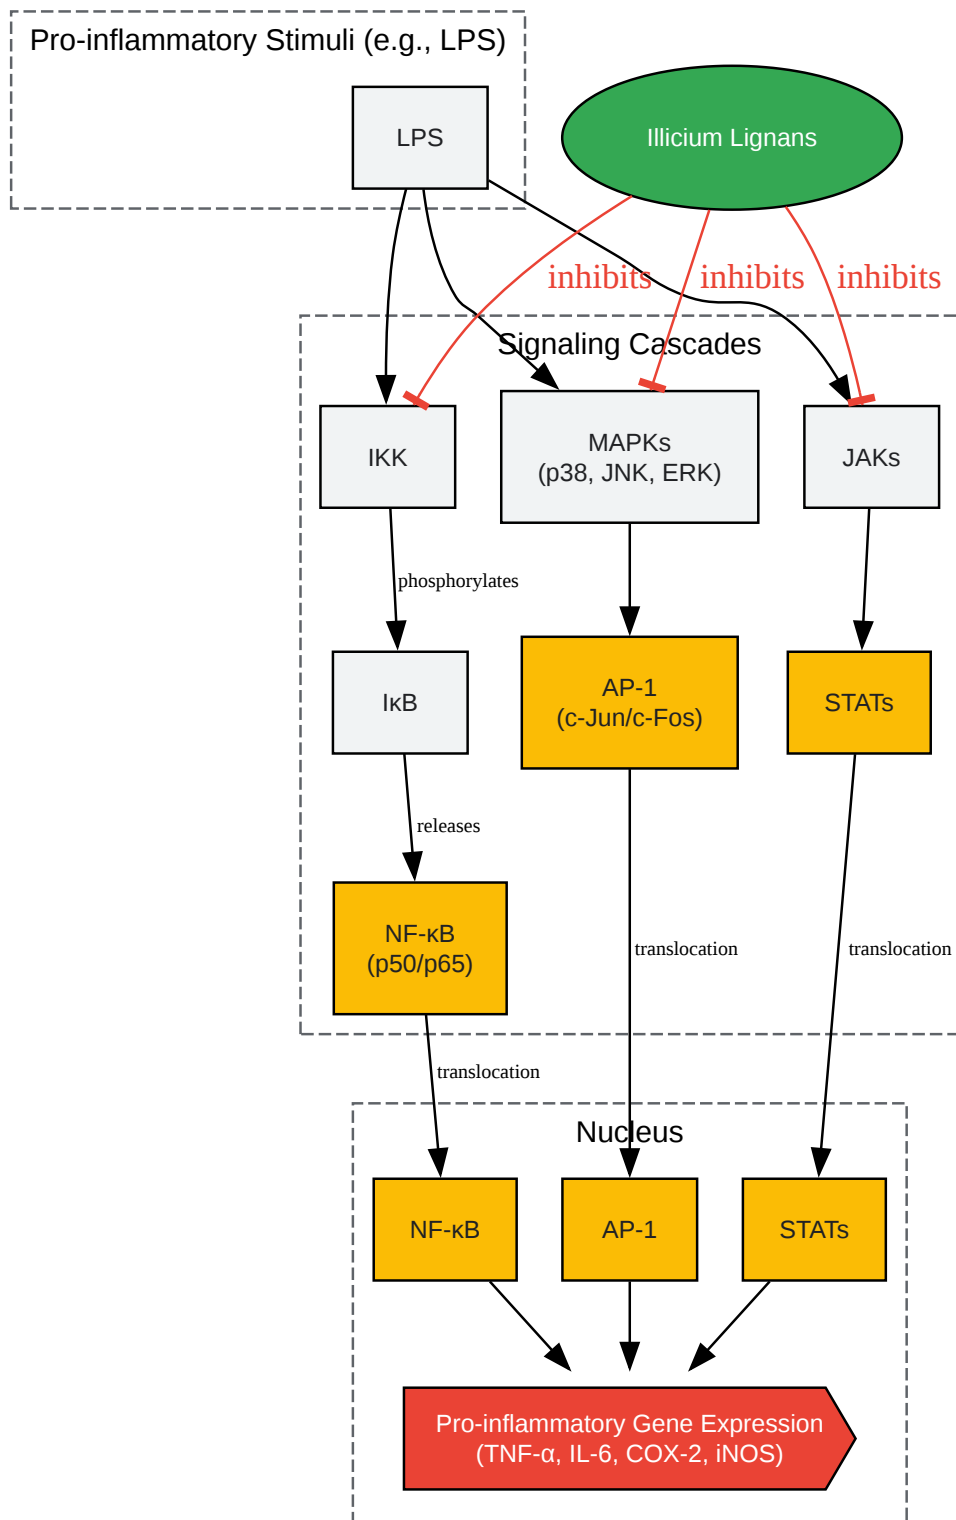 Pro-inflammatory Stimuli (e.g., LPS)
LPS
Illicium Lignans
inhibits
inhibits
inhibits
Signaling Cascades
IKK
MAPKs
(p38, JNK, ERK)
JAKs
phosphorylates
IκB
AP-1
(c-Jun/c-Fos)
STATs
releases
NF-κB
(p50/p65)
translocation
translocation
translocation
Nucleus
NF-κB
AP-1
STATs
Pro-inflammatory Gene Expression
(TNF-α, IL-6, COX-2, iNOS)